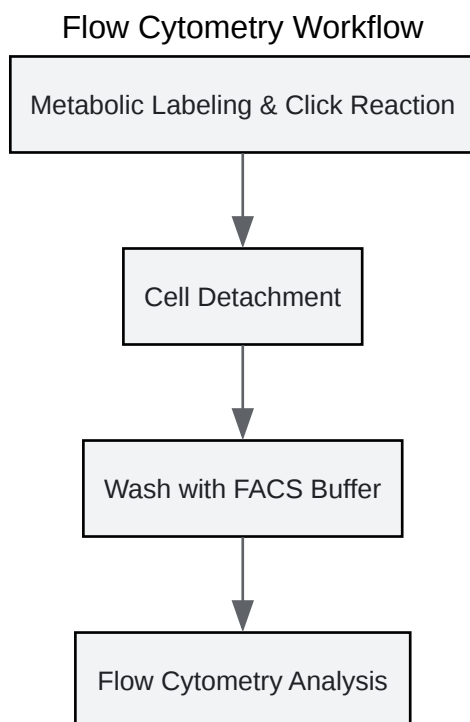 Flow Cytometry Workflow
Metabolic Labeling & Click Reaction
Cell Detachment
Wash with FACS Buffer
Flow Cytometry Analysis